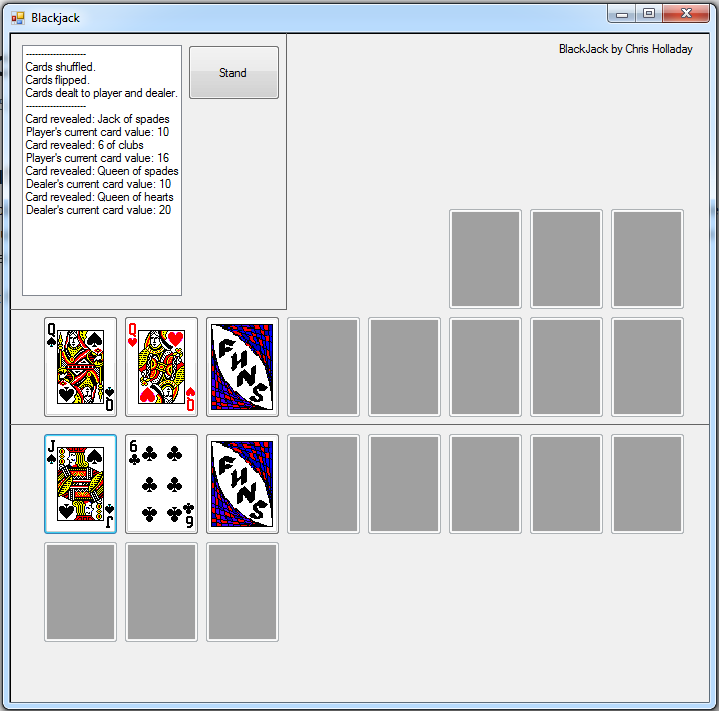 Blackjack
--------------------
Cards shuffled.
Cards flipped.
Cards dealt to player and dealer.
--------------------
Card revealed: Jack of spades
Player's current card value: 10
Card revealed: 6 of clubs
Player's current card value: 16
Card revealed: Queen of spades
Dealer's current card value: 10
Card revealed: Queen of hearts
Dealer's current card value: 20
Stand
BlackJack by Chris Holladay
Q
Q
Q
Q
FHNS
J
J
6
6
FHNS